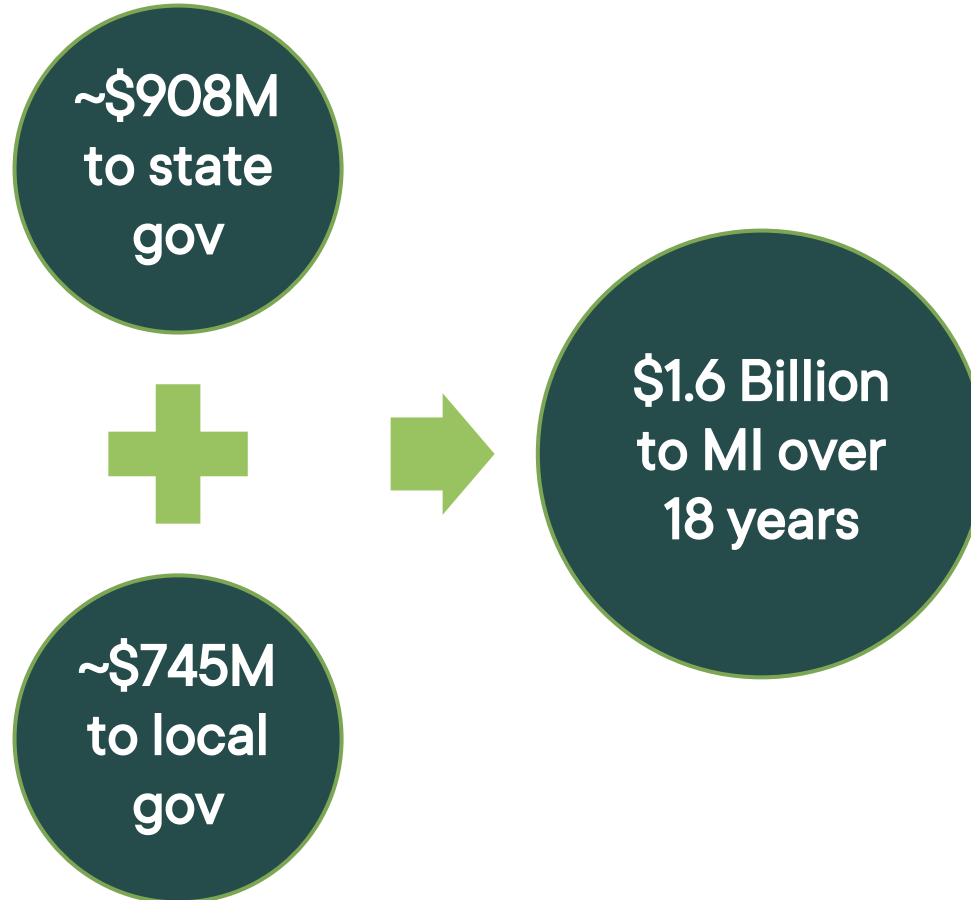 ~$908M
to state
gov
~$745M
to local
gov
$1.6 Billion
to MI over
18 years